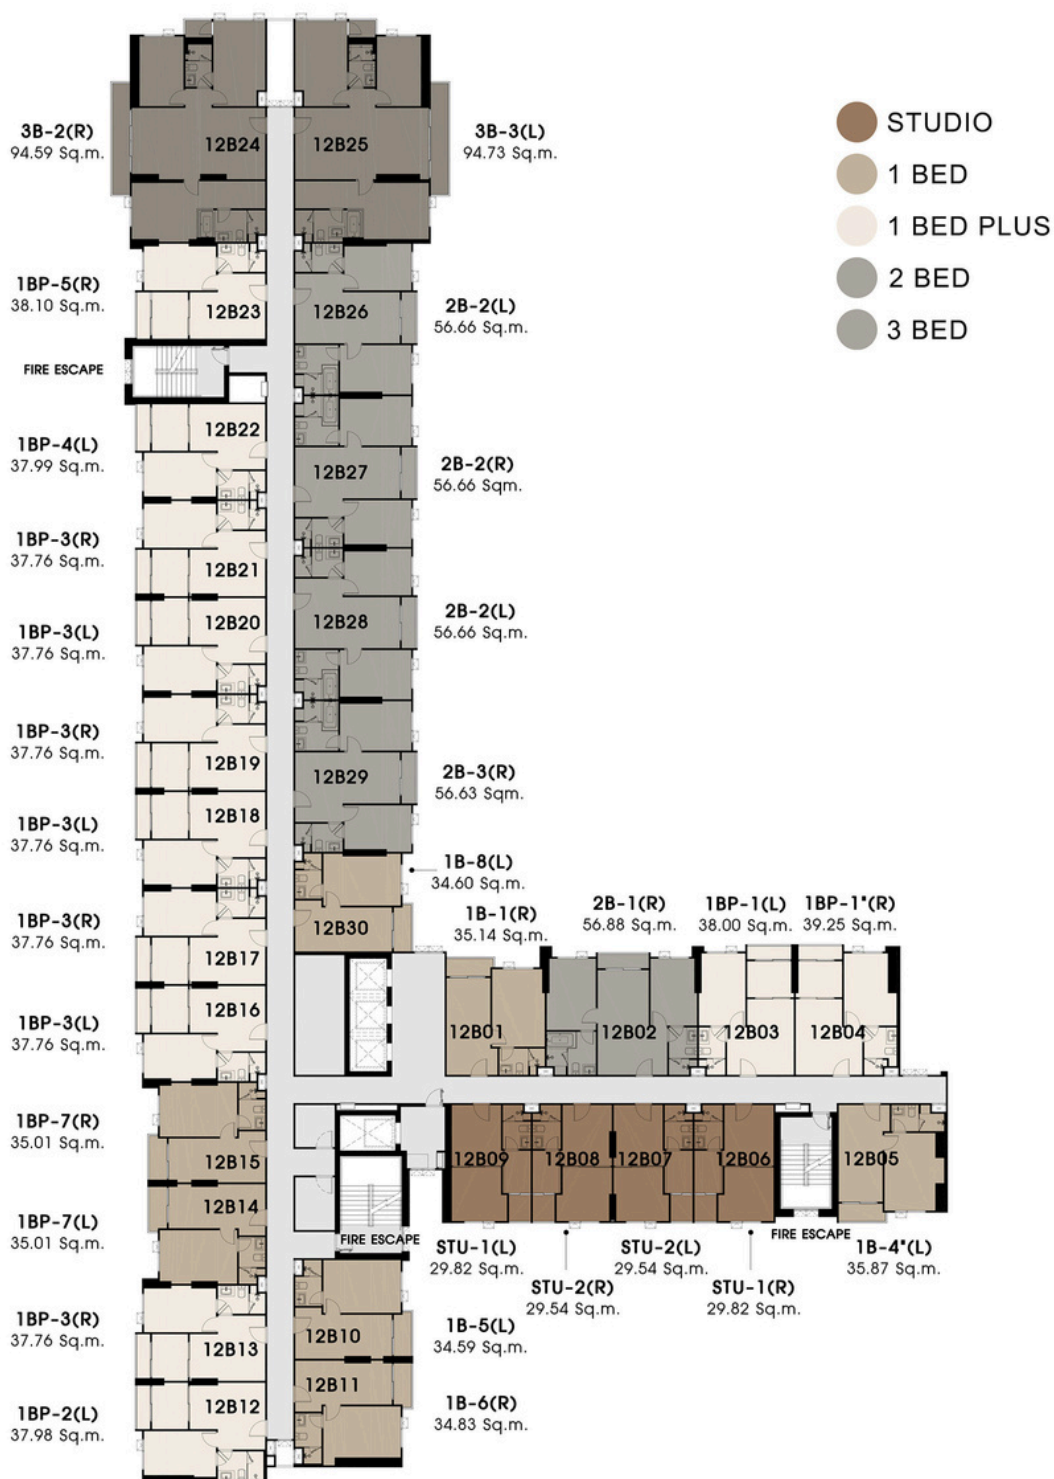 3B-2(R)
94.59 Sq.m.
12B24
12B25
3B-3(L)
94.73 Sq.m.
STUDIO
1 BED
1 BED PLUS
2 BED
3 BED
1BP-5(R)
38.10 Sq.m.
12B23
12B26
2B-2(L)
56.66 Sq.m.
FIRE ESCAPE
1BP-4(L)
37.99 Sq.m.
12B22
12B27
2B-2(R)
56.66 Sqm.
1BP-3(R)
37.76 Sq.m.
12B21
1BP-3(L)
37.76 Sq.m.
12B20
12B28
2B-2(L)
56.66 Sq.m.
1BP-3(R)
37.76 Sq.m.
12B19
12B29
2B-3(R)
56.63 Sqm.
1BP-3(L)
37.76 Sq.m.
12B18
1B-8(L)
34.60 Sq.m.
1BP-3(R)
37.76 Sq.m.
12B17
12B30
1B-1(R)
35.14 Sq.m.
2B-1(R)
56.88 Sq.m.
1BP-1(L)
38.00 Sq.m.
1BP-1"(R)
39.25 Sq.m.
1BP-3(L)
37.76 Sq.m.
12B16
12B01
12B02
12B03
12B04
1BP-7(R)
35.01 Sq.m.
12B15
12B09
12B08
12B07
12B06
12B05
1BP-7(L)
35.01 Sq.m.
12B14
FIRE ESCAPE
FIRE ESCAPE
STU-1(L)
29.82 Sq.m.
STU-2(R)
29.54 Sq.m.
STU-2(L)
29.54 Sq.m.
STU-1(R)
29.82 Sq.m.
1B-4"(L)
35.87 Sq.m.
1BP-3(R)
37.76 Sq.m.
12B13
12B10
1B-5(L)
34.59 Sq.m.
1BP-2(L)
37.98 Sq.m.
12B12
12B11
1B-6(R)
34.83 Sq.m.